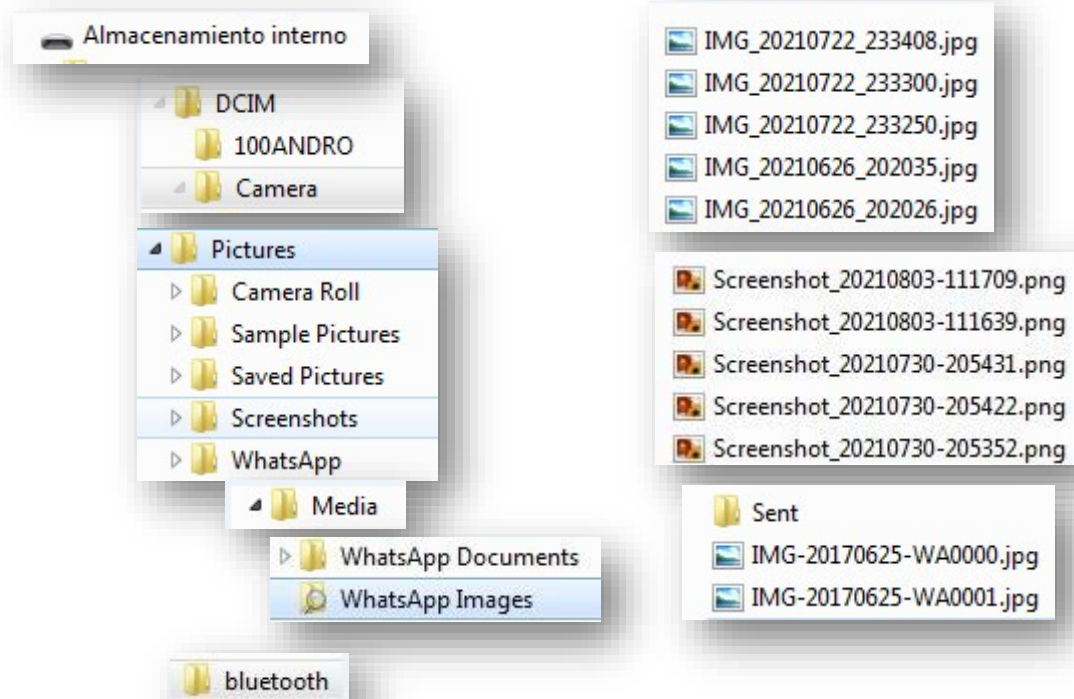 Almacenamiento interno
DCIM
100ANDRO
Camera
Pictures
Camera Roll
Sample Pictures
Saved Pictures
Screenshots
WhatsApp
Media
WhatsApp Documents
WhatsApp Images
bluetooth
IMG_20210722_233408.jpg
IMG_20210722_233300.jpg
IMG_20210722_233250.jpg
IMG_20210626_202035.jpg
IMG_20210626_202026.jpg
Screenshot_20210803-111709.png
Screenshot_20210803-111639.png
Screenshot_20210730-205431.png
Screenshot_20210730-205422.png
Screenshot_20210730-205352.png
Sent
IMG-20170625-WA0000.jpg
IMG-20170625-WA0001.jpg